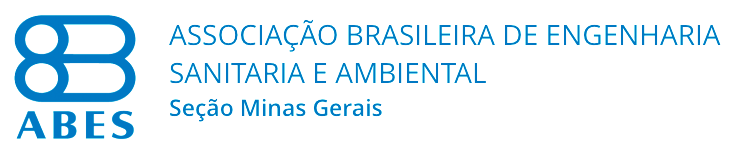 ASSOCIAÇÃO BRASILEIRA DE ENGENHARIA
SANITARIA E AMBIENTAL
Seção Minas Gerais
ABES